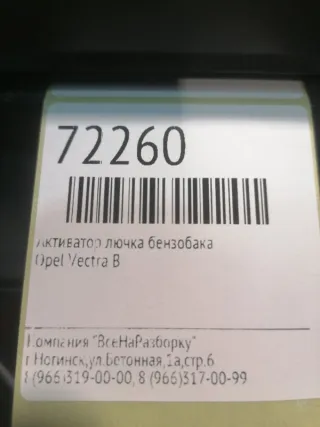 72260
Активатор лючка бензобака
Opel Vectra B
Компания "ВсеНаРазборку"
г.Ногинск,ул.Бетонная,1а,стр.6
8(966)319-00-00, 8 (966)317-00-99